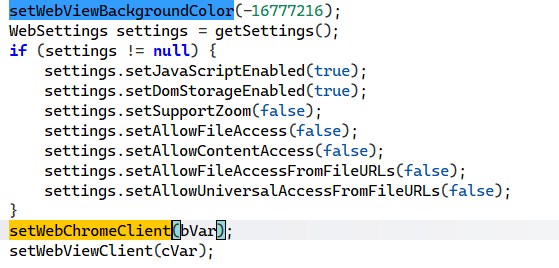 setWebViewBackgroundColor(-16777216);
WebSettings settings = getSettings();
if (settings != null) {
    settings.setJavaScriptEnabled(true);
    settings.setDomStorageEnabled(true);
    settings.setSupportZoom(false);
    settings.setAllowFileAccess(false);
    settings.setAllowContentAccess(false);
    settings.setAllowFileAccessFromFileURLs(false);
    settings.setAllowUniversalAccessFromFileURLs(false);
}
setWebChromeClient(bVar);
setWebViewClient(cVar);